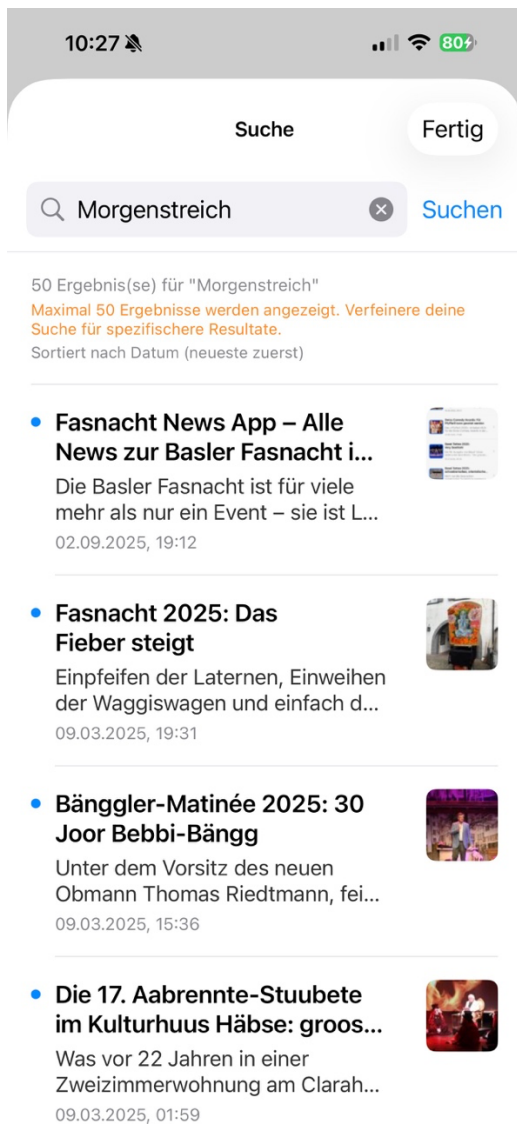 10:27
80
Suche
Fertig
Morgenstreich
Suchen
50 Ergebnis(se) für "Morgenstreich"
Maximal 50 Ergebnisse werden angezeigt. Verfeinere deine
Suche für spezifischere Resultate.
Sortiert nach Datum (neueste zuerst)
Fasnacht News App – Alle
News zur Basler Fasnacht i...
Die Basler Fasnacht ist für viele
mehr als nur ein Event – sie ist L...
02.09.2025, 19:12
Fasnacht 2025: Das
Fieber steigt
Einpfeifen der Laternen, Einweihen
der Waggiswagen und einfach d...
09.03.2025, 19:31
Bänggler-Matinée 2025: 30
Joor Bebbi-Bängg
Unter dem Vorsitz des neuen
Obmann Thomas Riedtmann, fei...
09.03.2025, 15:36
Die 17. Aabrennte-Stuubete
im Kulturhuus Häbse: groos...
Was vor 22 Jahren in einer
Zweizimmerwohnung am Clarah...
09.03.2025, 01:59